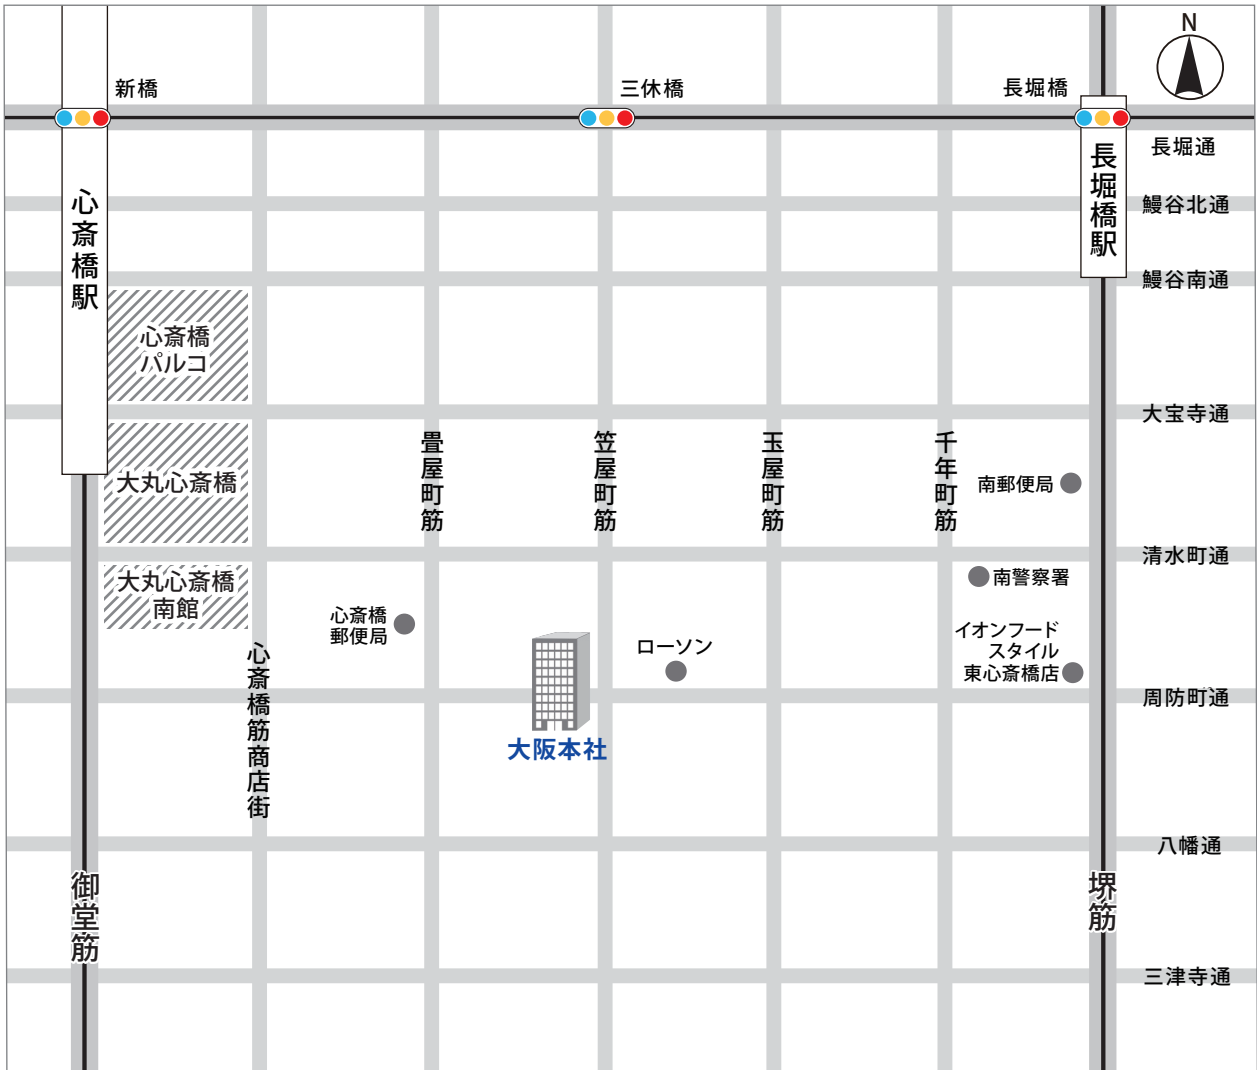 N
新橋
三休橋
長堀橋
長堀通
心斎橋駅
長堀橋駅
鰻谷北通
鰻谷南通
心斎橋
パルコ
大宝寺通
大丸心斎橋
畳屋町筋
笠屋町筋
玉屋町筋
千年町筋
南郵便局
清水町通
大丸心斎橋
南館
南警察署
心斎橋
郵便局
ローソン
イオンフード
スタイル
東心斎橋店
心斎橋筋商店街
周防町通
大阪本社
八幡通
御堂筋
堺筋
三津寺通